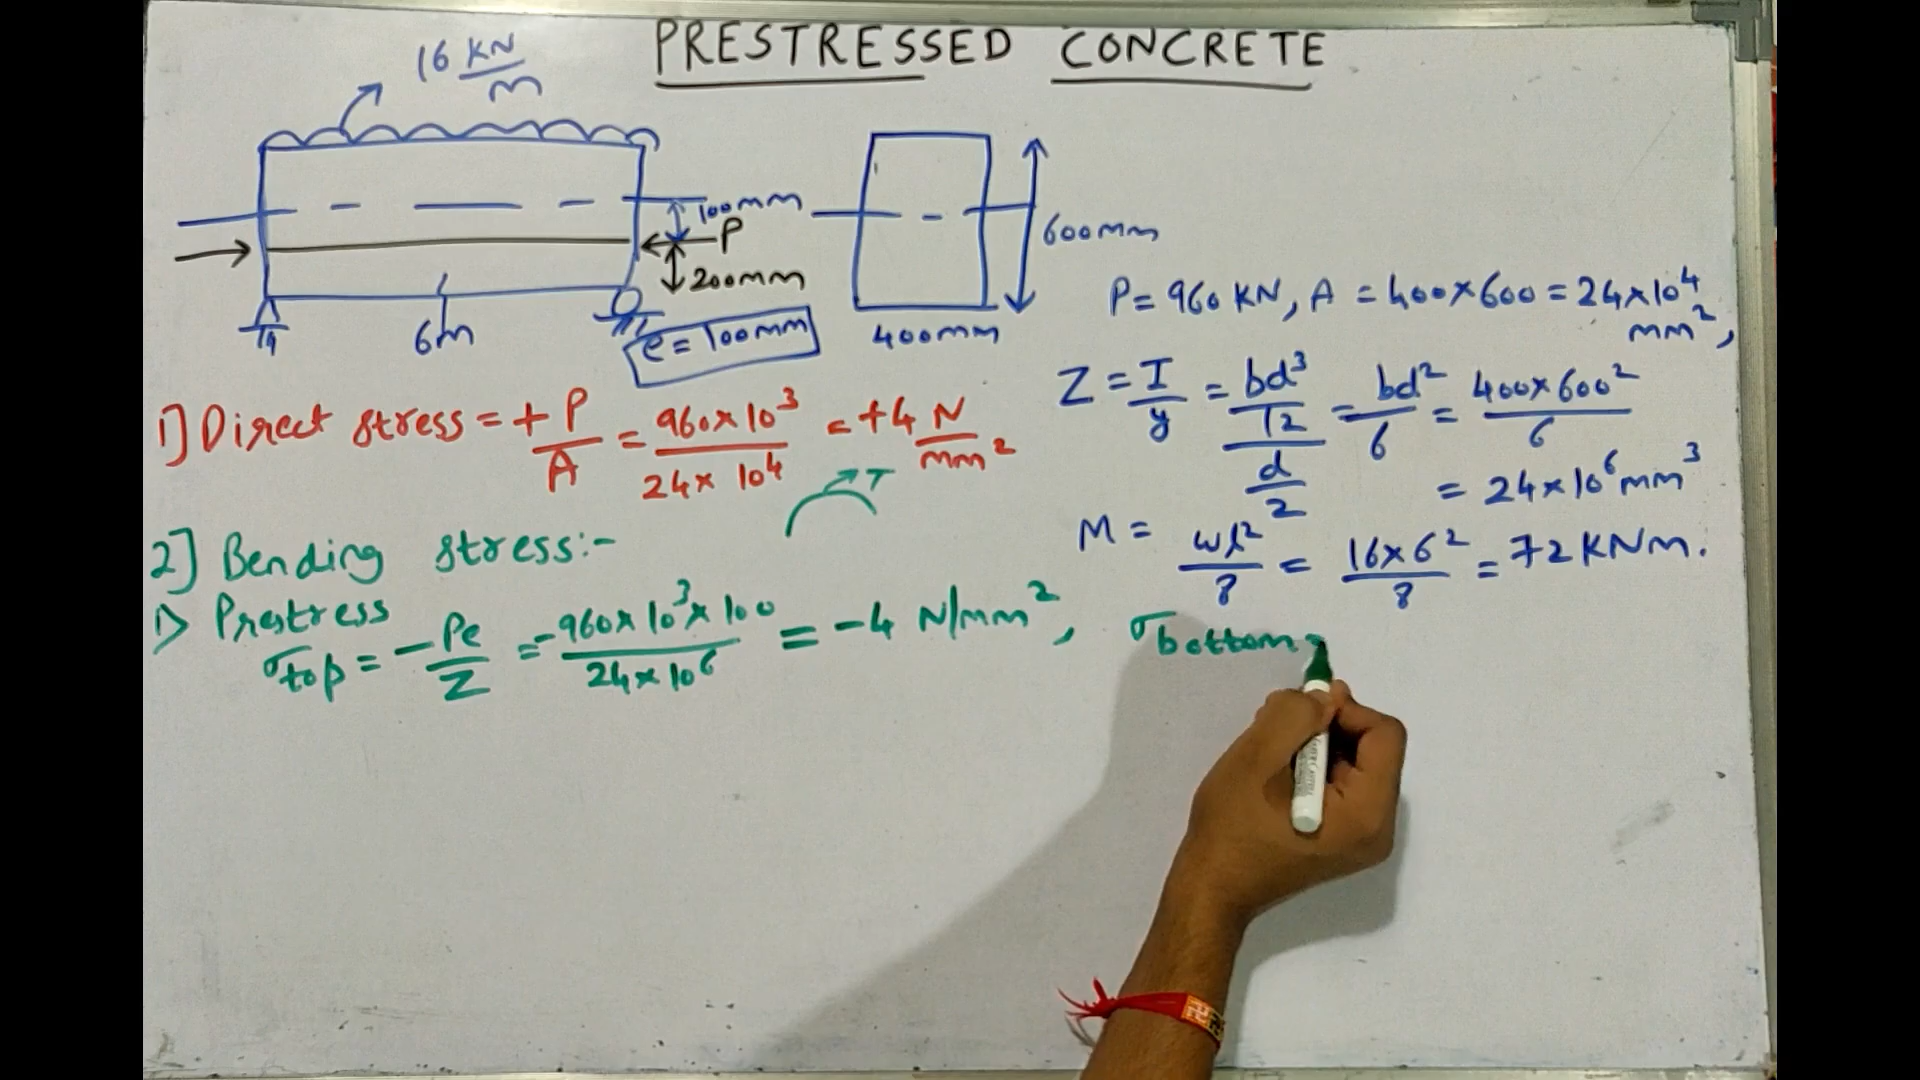 PRESTRESSED CONCRETE
16 KN/m
100mm
P
200mm
600mm
6m
e = 100mm
400mm
P = 960 KN, A = 400×600 = 24×10⁴ mm²,
Z = I/y = (bd³/12)/(d/2) = bd²/6 = 400×600²/6
= 24×10⁶ mm³
M = wl²/8 = 16×6²/8 = 72 KNm.
1] Direct stress = + P/A = 960×10³/24×10⁴ = +4 N/mm²
T
2] Bending stress:-
1> Prestress
σtop = -Pe/Z = -960×10³×100/24×10⁶ = -4 N/mm², σbottom =